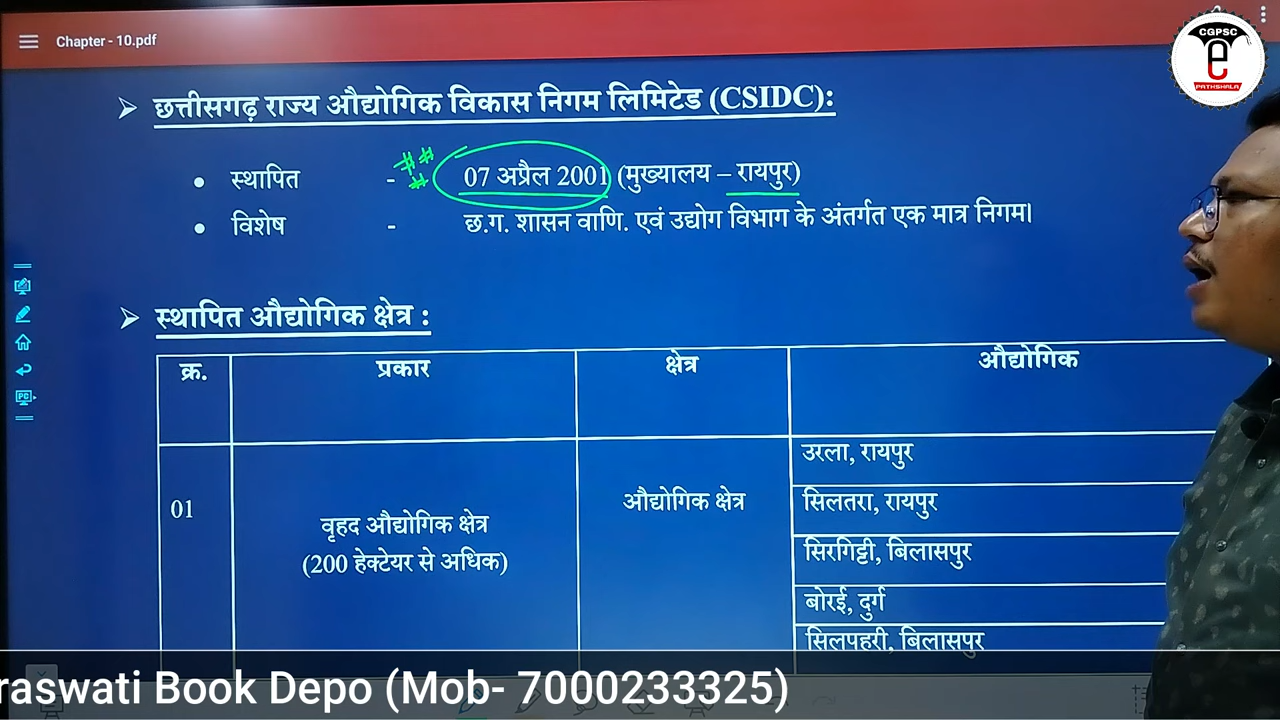 Chapter - 10.pdf
CGPSC
e
PATHSHALA
छत्तीसगढ़ राज्य औद्योगिक विकास निगम लिमिटेड (CSIDC):
स्थापित - ## # 07 अप्रैल 2001 (मुख्यालय – रायपुर)
विशेष - छ.ग. शासन वाणि. एवं उद्योग विभाग के अंतर्गत एक मात्र निगम।
स्थापित औद्योगिक क्षेत्र :
क्र. प्रकार क्षेत्र औद्योगिक
उरला, रायपुर
01 औद्योगिक क्षेत्र सिलतरा, रायपुर
वृहद औद्योगिक क्षेत्र
(200 हेक्टेयर से अधिक)
सिरगिट्टी, बिलासपुर
बोरई, दुर्ग
सिलपहरी, बिलासपुर
PC
raswati Book Depo (Mob- 7000233325)